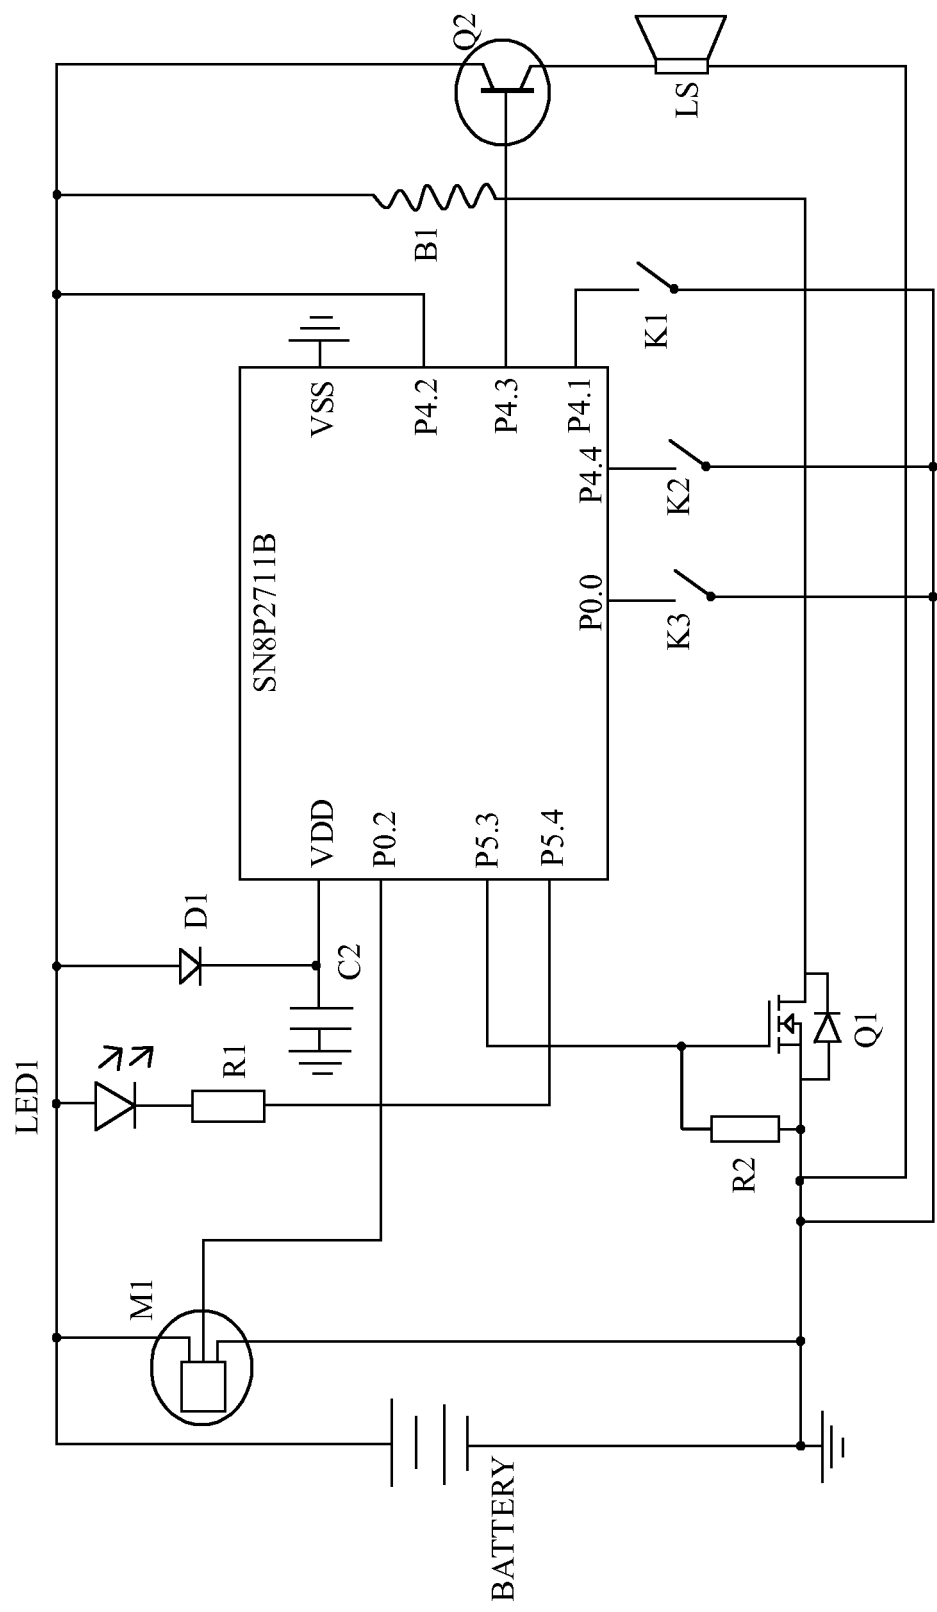 LED1
M1
BATTERY
D1
R1
C2
SN8P2711B
VDD
P0.2
P5.3
P5.4
VSS
P4.2
P4.3
P4.1
P4.4
P0.0
B1
Q2
LS
K1
K2
K3
R2
Q1